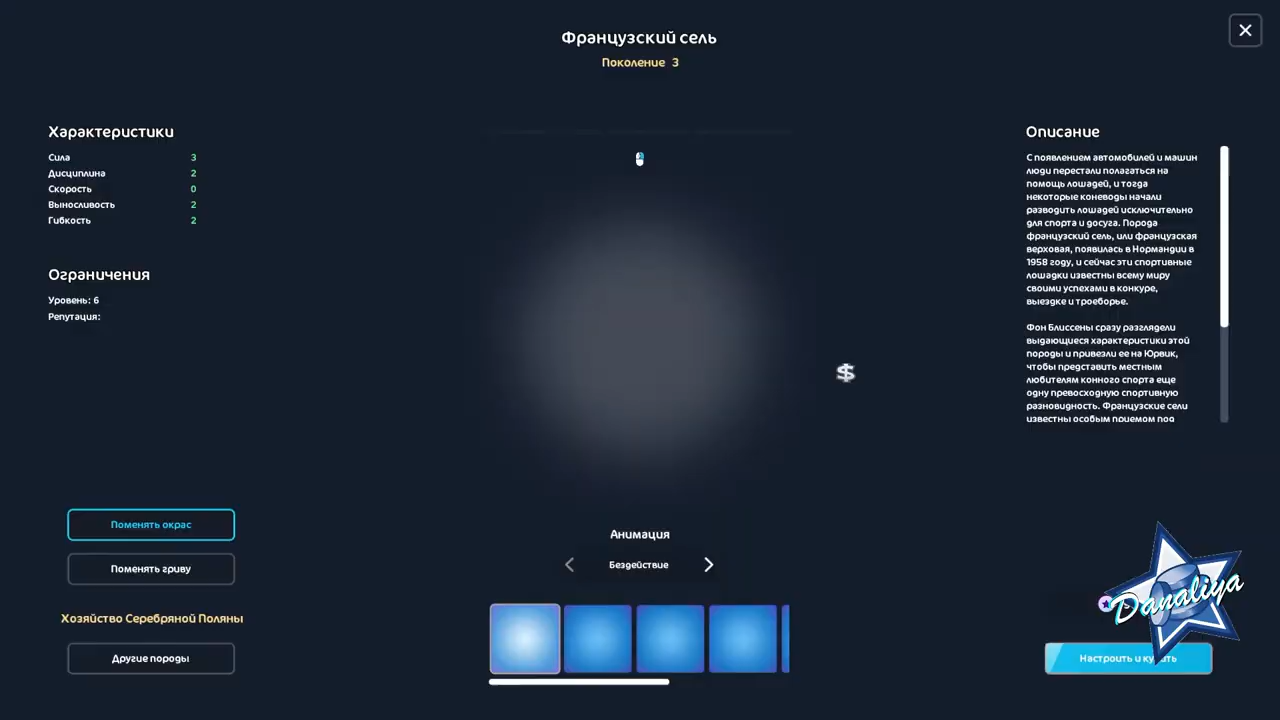 Французский сель
Поколение 3
Характеристики
Сила 3
Дисциплина 2
Скорость 0
Выносливость 2
Гибкость 2
Ограничения
Уровень: 6
Репутация:
Описание
С появлением автомобилей и машин
люди перестали полагаться на
помощь лошадей, и тогда
некоторые коневоды начали
разводить лошадей исключительно
для спорта и досуга. Порода
французский сель, или французская
верховая, появилась в Нормандии в
1958 году, и сейчас эти спортивные
лошадки известны всему миру
своими успехами в конкуре,
выездке и троеборье.
Фон Блиссены сразу разглядели
выдающиеся характеристики этой
породы и привезли ее на Юрвик,
чтобы представить местным
любителям конного спорта еще
одну превосходную спортивную
разновидность. Французские сели
известны особым приемом под
$
Поменять окрас
Поменять гриву
Хозяйство Серебряной Поляны
Другие породы
Анимация
Бездействие
Danaliya
Настроить и купить